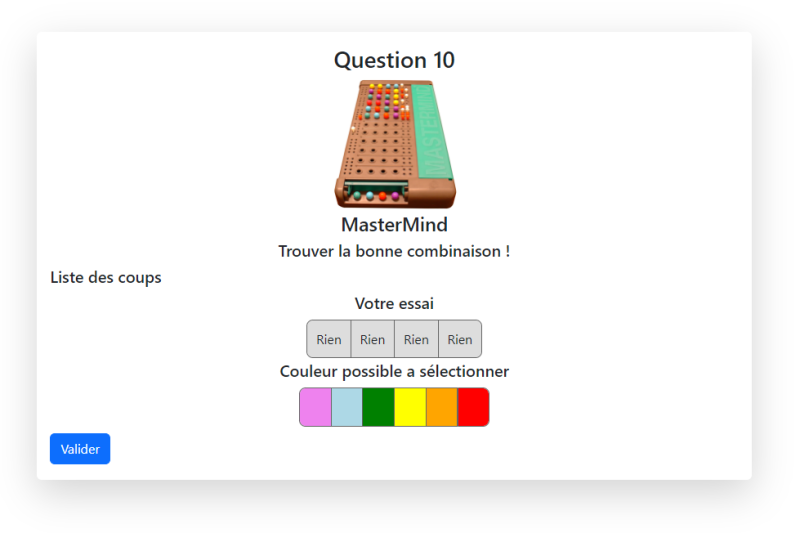 Question 10
MASTERMIND
MasterMind
Trouver la bonne combinaison !
Liste des coups
Votre essai
Rien Rien Rien Rien
Couleur possible a sélectionner
Valider